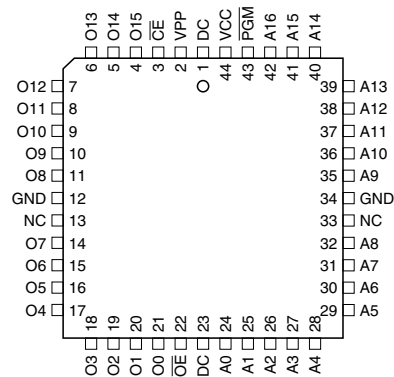 O13 O14 O15 C̅E̅ VPP DC VCC P̅G̅M̅ A16 A15 A14
6 5 4 3 2 1 44 43 42 41 40
O12 7 39 A13
O11 8 38 A12
O10 9 37 A11
O9 10 36 A10
O8 11 35 A9
GND 12 34 GND
NC 13 33 NC
O7 14 32 A8
O6 15 31 A7
O5 16 30 A6
O4 17 29 A5
18 19 20 21 22 23 24 25 26 27 28
O3 O2 O1 O0 O̅E̅ DC A0 A1 A2 A3 A4